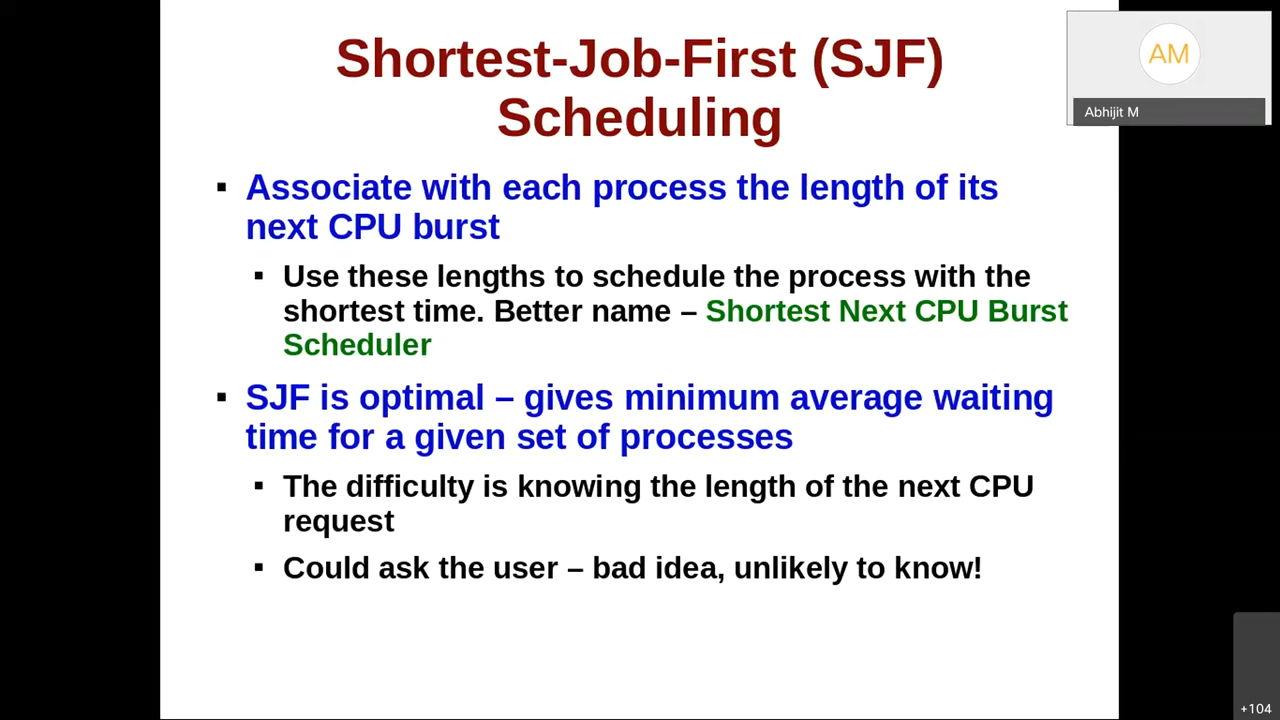 Shortest-Job-First (SJF)
Scheduling
AM
Abhijit M
▪ Associate with each process the length of its
next CPU burst
▪ Use these lengths to schedule the process with the
shortest time. Better name – Shortest Next CPU Burst
Scheduler
▪ SJF is optimal – gives minimum average waiting
time for a given set of processes
▪ The difficulty is knowing the length of the next CPU
request
▪ Could ask the user – bad idea, unlikely to know!
+104